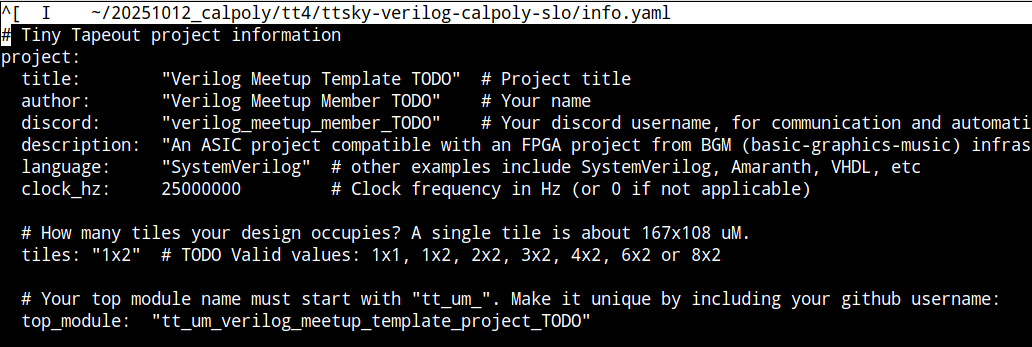 ^[  I    ~/20251012_calpoly/tt4/ttsky-verilog-calpoly-slo/info.yaml
# Tiny Tapeout project information
project:
  title:        "Verilog Meetup Template TODO"  # Project title
  author:       "Verilog Meetup Member TODO"    # Your name
  discord:      "verilog_meetup_member_TODO"    # Your discord username, for communication and automati
  description:  "An ASIC project compatible with an FPGA project from BGM (basic-graphics-music) infras
  language:     "SystemVerilog"  # other examples include SystemVerilog, Amaranth, VHDL, etc
  clock_hz:     25000000         # Clock frequency in Hz (or 0 if not applicable)

  # How many tiles your design occupies? A single tile is about 167x108 uM.
  tiles: "1x2"  # TODO Valid values: 1x1, 1x2, 2x2, 3x2, 4x2, 6x2 or 8x2

  # Your top module name must start with "tt_um_". Make it unique by including your github username:
  top_module:  "tt_um_verilog_meetup_template_project_TODO"